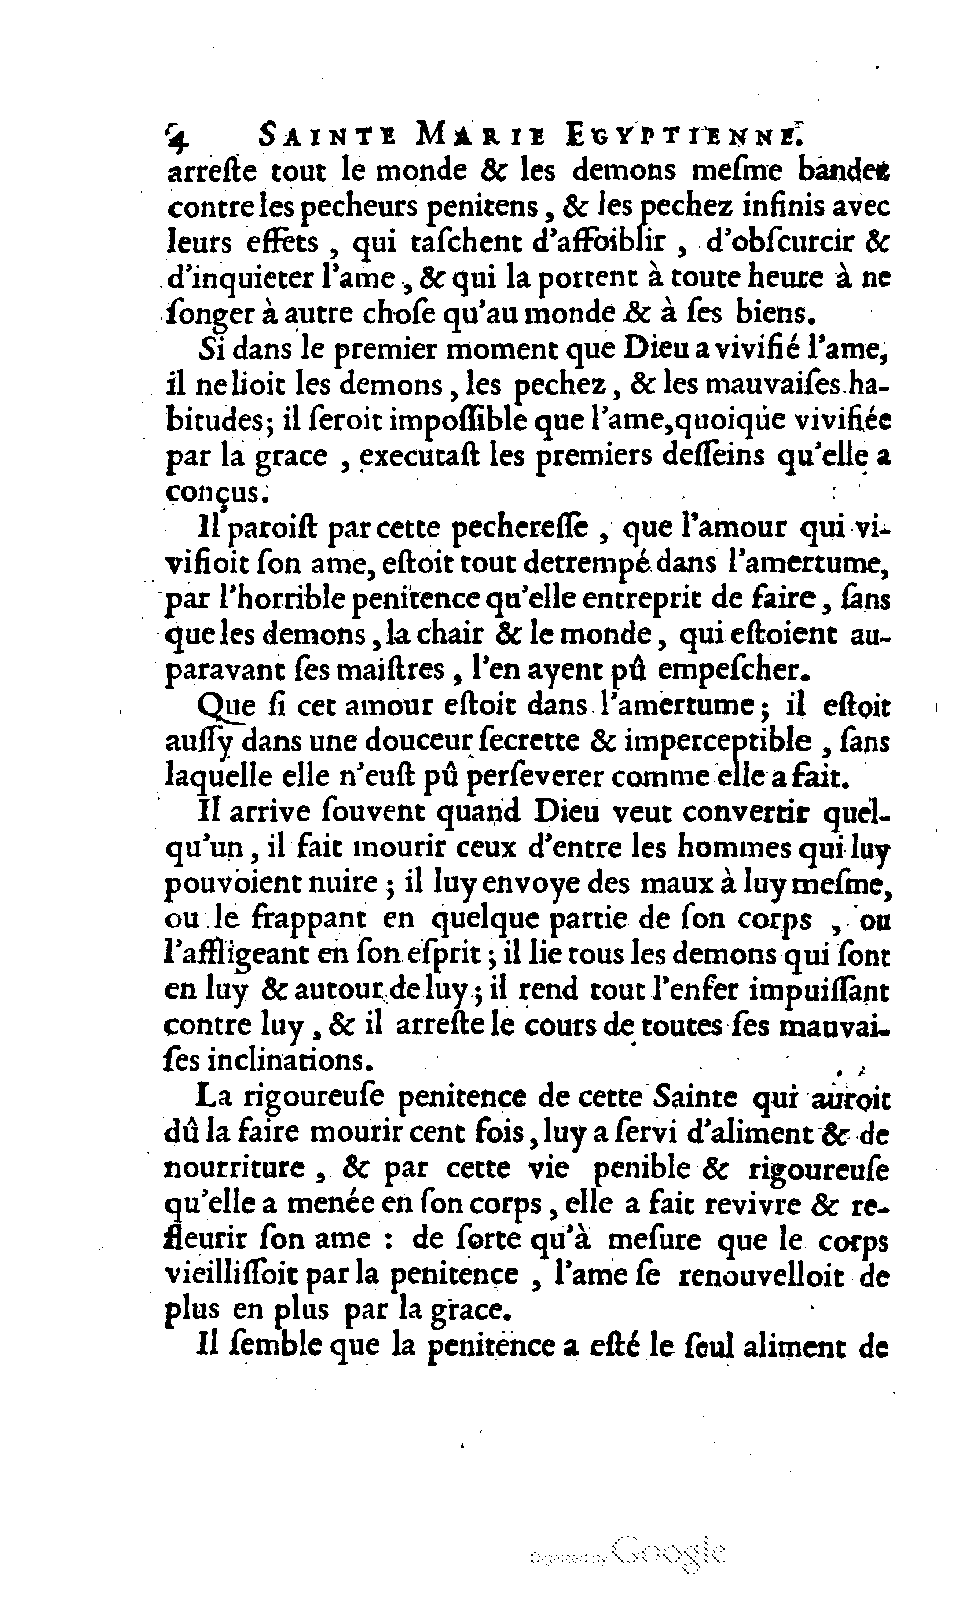 4 SAINTE MARIE EGYPTIENNE.
arreſte tout le monde & les demons meſme bandez
contre les pecheurs penitens, & les pechez infinis avec
leurs effets, qui taſchent d'affoiblir, d'obſcurcir &
d'inquieter l'ame, & qui la portent à toute heure à ne
ſonger à autre choſe qu'au monde & à ſes biens.
Si dans le premier moment que Dieu a vivifié l'ame,
il ne lioit les demons, les pechez, & les mauvaiſes ha-
bitudes; il ſeroit impoſſible que l'ame, quoique vivifiée
par la grace, executaſt les premiers deſſeins qu'elle a
conçus.
Il paroiſt par cette pechereſſe, que l'amour qui vi-
vifioit ſon ame, eſtoit tout detrempé dans l'amertume,
par l'horrible penitence qu'elle entreprit de faire, ſans
que les demons, la chair & le monde, qui eſtoient au-
paravant ſes maiſtres, l'en ayent pû empeſcher.
Que ſi cet amour eſtoit dans l'amertume; il eſtoit
auſſy dans une douceur ſecrette & imperceptible, ſans
laquelle elle n'euſt pû perſeverer comme elle a fait.
Il arrive ſouvent quand Dieu veut convertir quel-
qu'un, il fait mourir ceux d'entre les hommes qui luy
pouvoient nuire; il luy envoye des maux à luy meſme,
ou le frappant en quelque partie de ſon corps, ou
l'affligeant en ſon eſprit; il lie tous les demons qui ſont
en luy & autour de luy; il rend tout l'enfer impuiſſant
contre luy, & il arreſte le cours de toutes ſes mauvai-
ſes inclinations.
La rigoureuſe penitence de cette Sainte qui auroit
dû la faire mourir cent fois, luy a ſervi d'aliment & de
nourriture, & par cette vie penible & rigoureuſe
qu'elle a menée en ſon corps, elle a fait revivre & re-
fleurir ſon ame : de ſorte qu'à meſure que le corps
vieilliſſoit par la penitence, l'ame ſe renouvelloit de
plus en plus par la grace.
Il ſemble que la penitence a eſté le ſeul aliment de
Digitized by Google